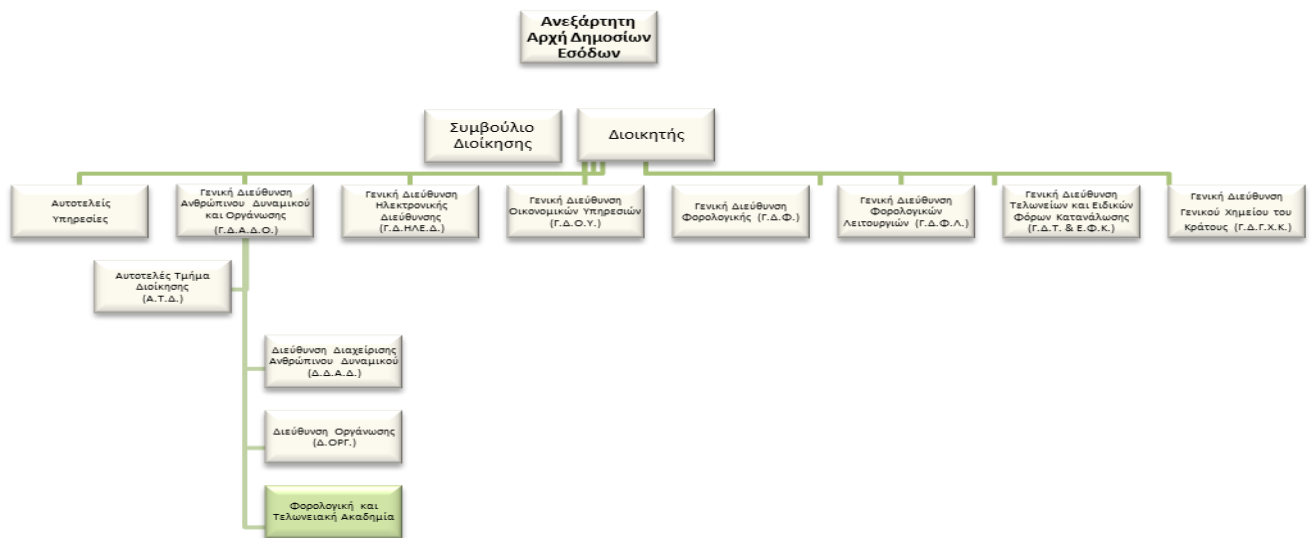 Ανεξάρτητη
Αρχή Δημοσίων
Εσόδων
Συμβούλιο
Διοίκησης
Διοικητής
Αυτοτελείς
Υπηρεσίες
Γενική Διεύθυνση
Ανθρώπινου Δυναμικού
και Οργάνωσης
(Γ.Δ.Α.Δ.Ο.)
Γενική Διεύθυνση
Ηλεκτρονικής
Διεύθυνσης
(Γ.Δ.ΗΛΕ.Δ.)
Γενική Διεύθυνση
Οικονομικών Υπηρεσιών
(Γ.Δ.Ο.Υ.)
Γενική Διεύθυνση
Φορολογικής (Γ.Δ.Φ.)
Γενική Διεύθυνση
Φορολογικών
Λειτουργιών (Γ.Δ.Φ.Λ.)
Γενική Διεύθυνση
Τελωνείων και Ειδικών
Φόρων Κατανάλωσης
(Γ.Δ.Τ. & Ε.Φ.Κ.)
Γενική Διεύθυνση
Γενικού Χημείου του
Κράτους (Γ.Δ.Γ.Χ.Κ.)
Αυτοτελές Τμήμα
Διοίκησης
(Α.Τ.Δ.)
Διεύθυνση Διαχείρισης
Ανθρώπινου Δυναμικού
(Δ.Δ.Α.Δ.)
Διεύθυνση Οργάνωσης
(Δ.ΟΡΓ.)
Φορολογική και
Τελωνειακή Ακαδημία